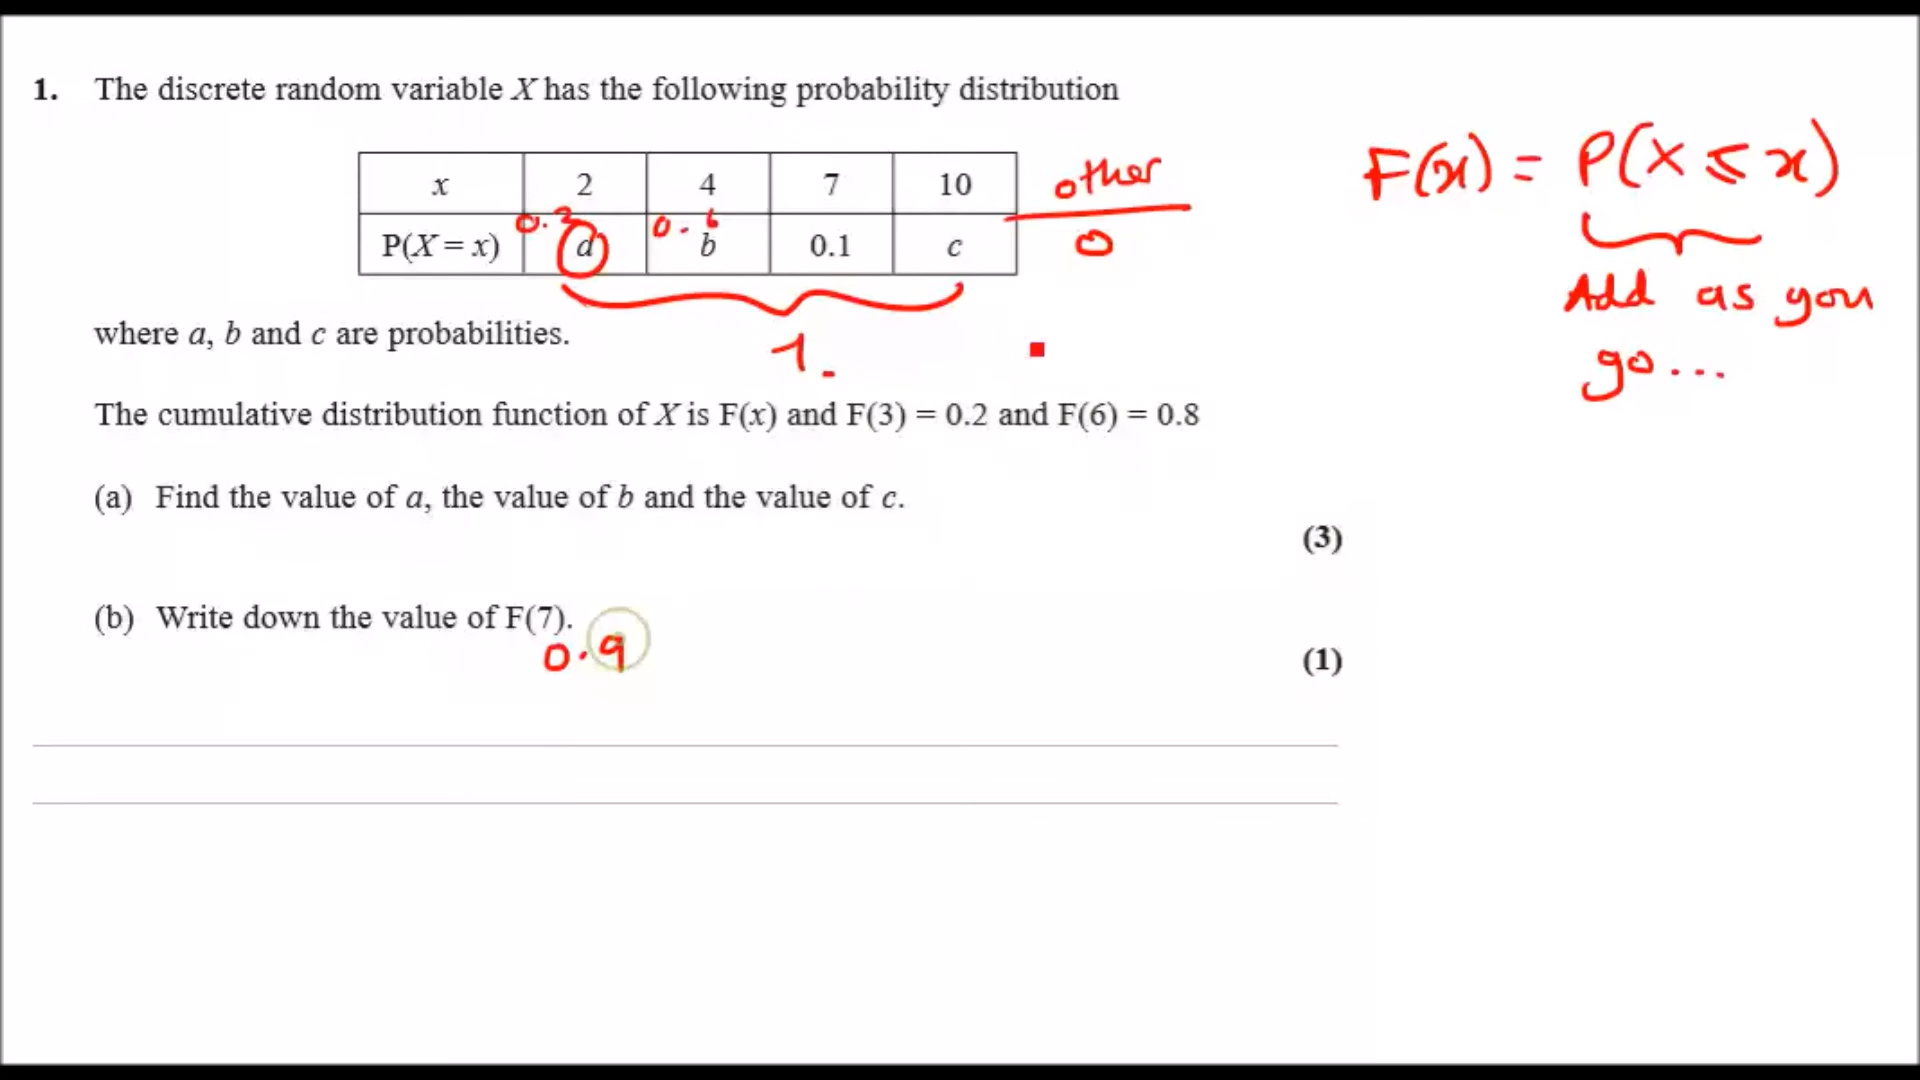 1. The discrete random variable X has the following probability distribution
x 2 4 7 10 other
0.2 0.6
P(X = x) a b 0.1 c 0
1.
where a, b and c are probabilities.
The cumulative distribution function of X is F(x) and F(3) = 0.2 and F(6) = 0.8
(a) Find the value of a, the value of b and the value of c.
(3)
(b) Write down the value of F(7).
0.9
(1)
F(x) = P(X ≤ x)
Add as you
go...